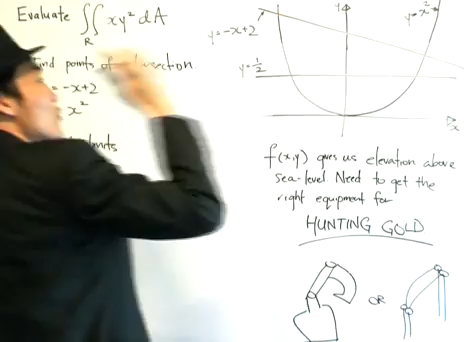 Evaluate ∬ xy² dA
R
Find points of
= -x+2
x²
y=-x+2
y
y=x²
y=½
x
f(x,y) gives us elevation above
sea-level. Need to get the
right equipment for
HUNTING GOLD
OR